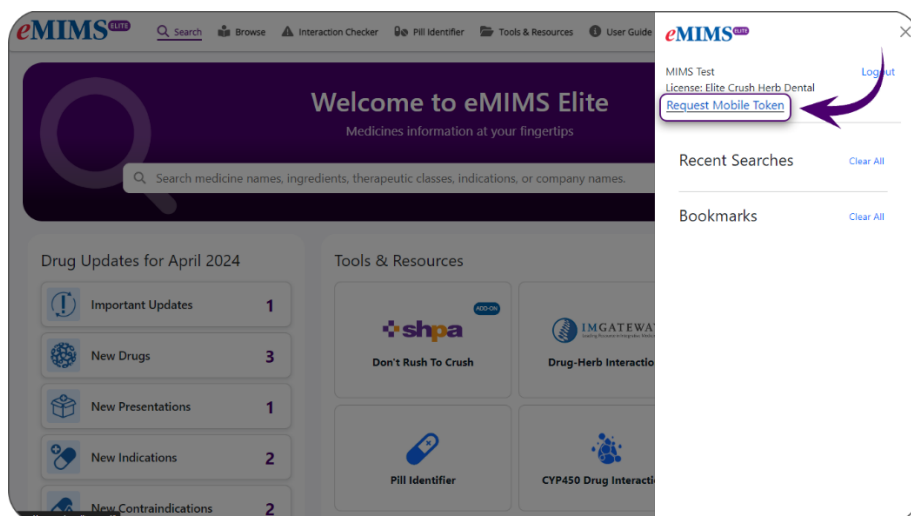 eMIMS ELITE
Search Browse Interaction Checker Pill Identifier Tools & Resources User Guide
Welcome to eMIMS Elite
Medicines information at your fingertips
Search medicine names, ingredients, therapeutic classes, indications, or company names.
Drug Updates for April 2024
Important Updates 1
New Drugs 3
New Presentations 1
New Indications 2
New Contraindications 2
Tools & Resources
ADD-ON
shpa
Don't Rush To Crush
IMGATEWA
Drug-Herb Interactio
Pill Identifier
CYP450 Drug Interacti
eMIMS ELITE
MIMS Test Logout
License: Elite Crush Herb Dental
Request Mobile Token
Recent Searches Clear All
Bookmarks Clear All